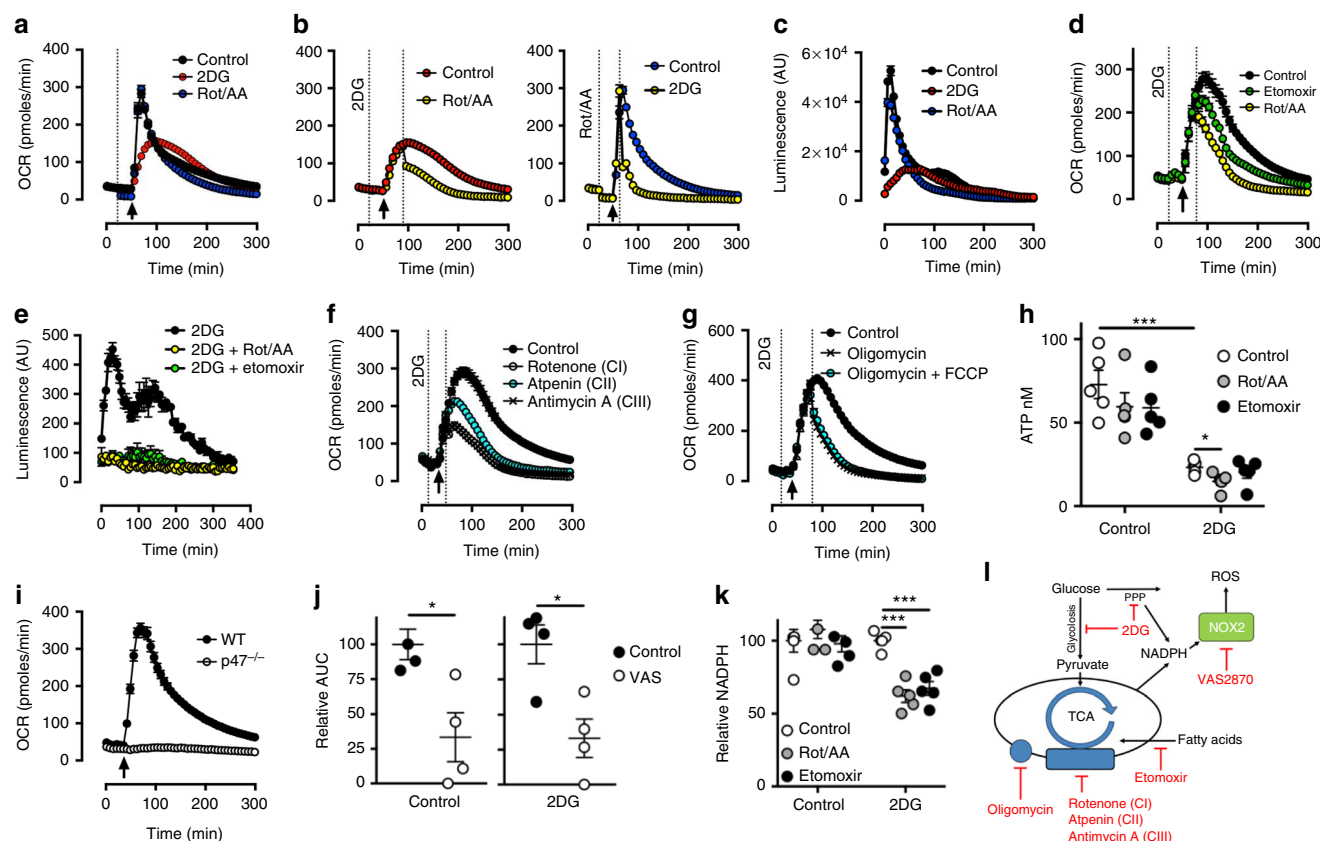 a
400
300
200
100
0
OCR (pmoles/min)
0 100 200 300
Time (min)
Control
2DG
Rot/AA
b
400
300
200
100
0
2DG
OCR (pmoles/min)
0 100 200 300
Time (min)
Control
Rot/AA
400
300
200
100
0
Rot/AA
0 100 200 300
Time (min)
Control
2DG
c
6×10⁴
4×10⁴
2×10⁴
0
Luminescence (AU)
0 100 200 300
Time (min)
Control
2DG
Rot/AA
d
300
200
100
0
2DG
OCR (pmoles/min)
0 100 200 300
Time (min)
Control
Etomoxir
Rot/AA
e
500
400
300
200
100
0
Luminescence (AU)
0 100 200 300 400
Time (min)
2DG
2DG + Rot/AA
2DG + etomoxir
f
400
300
200
100
0
2DG
OCR (pmoles/min)
0 100 200 300
Time (min)
Control
Rotenone (CI)
Atpenin (CII)
Antimycin A (CIII)
g
600
400
200
0
2DG
OCR (pmoles/min)
0 100 200 300
Time (min)
Control
Oligomycin
Oligomycin + FCCP
h
100
50
0
ATP nM
***
*
Control
Rot/AA
Etomoxir
Control 2DG
i
400
300
200
100
0
OCR (pmoles/min)
0 100 200 300
Time (min)
WT
p47⁻/⁻
j
100
75
50
25
0
Relative AUC
*
*
Control
VAS
Control 2DG
k
100
50
0
Relative NADPH
***
***
Control
Rot/AA
Etomoxir
Control 2DG
l
Glucose
ROS
PPP
Glycolosis
2DG
NOX2
NADPH
Pyruvate
VAS2870
TCA
Fatty acids
Etomoxir
Oligomycin
Rotenone (CI)
Atpenin (CII)
Antimycin A (CIII)